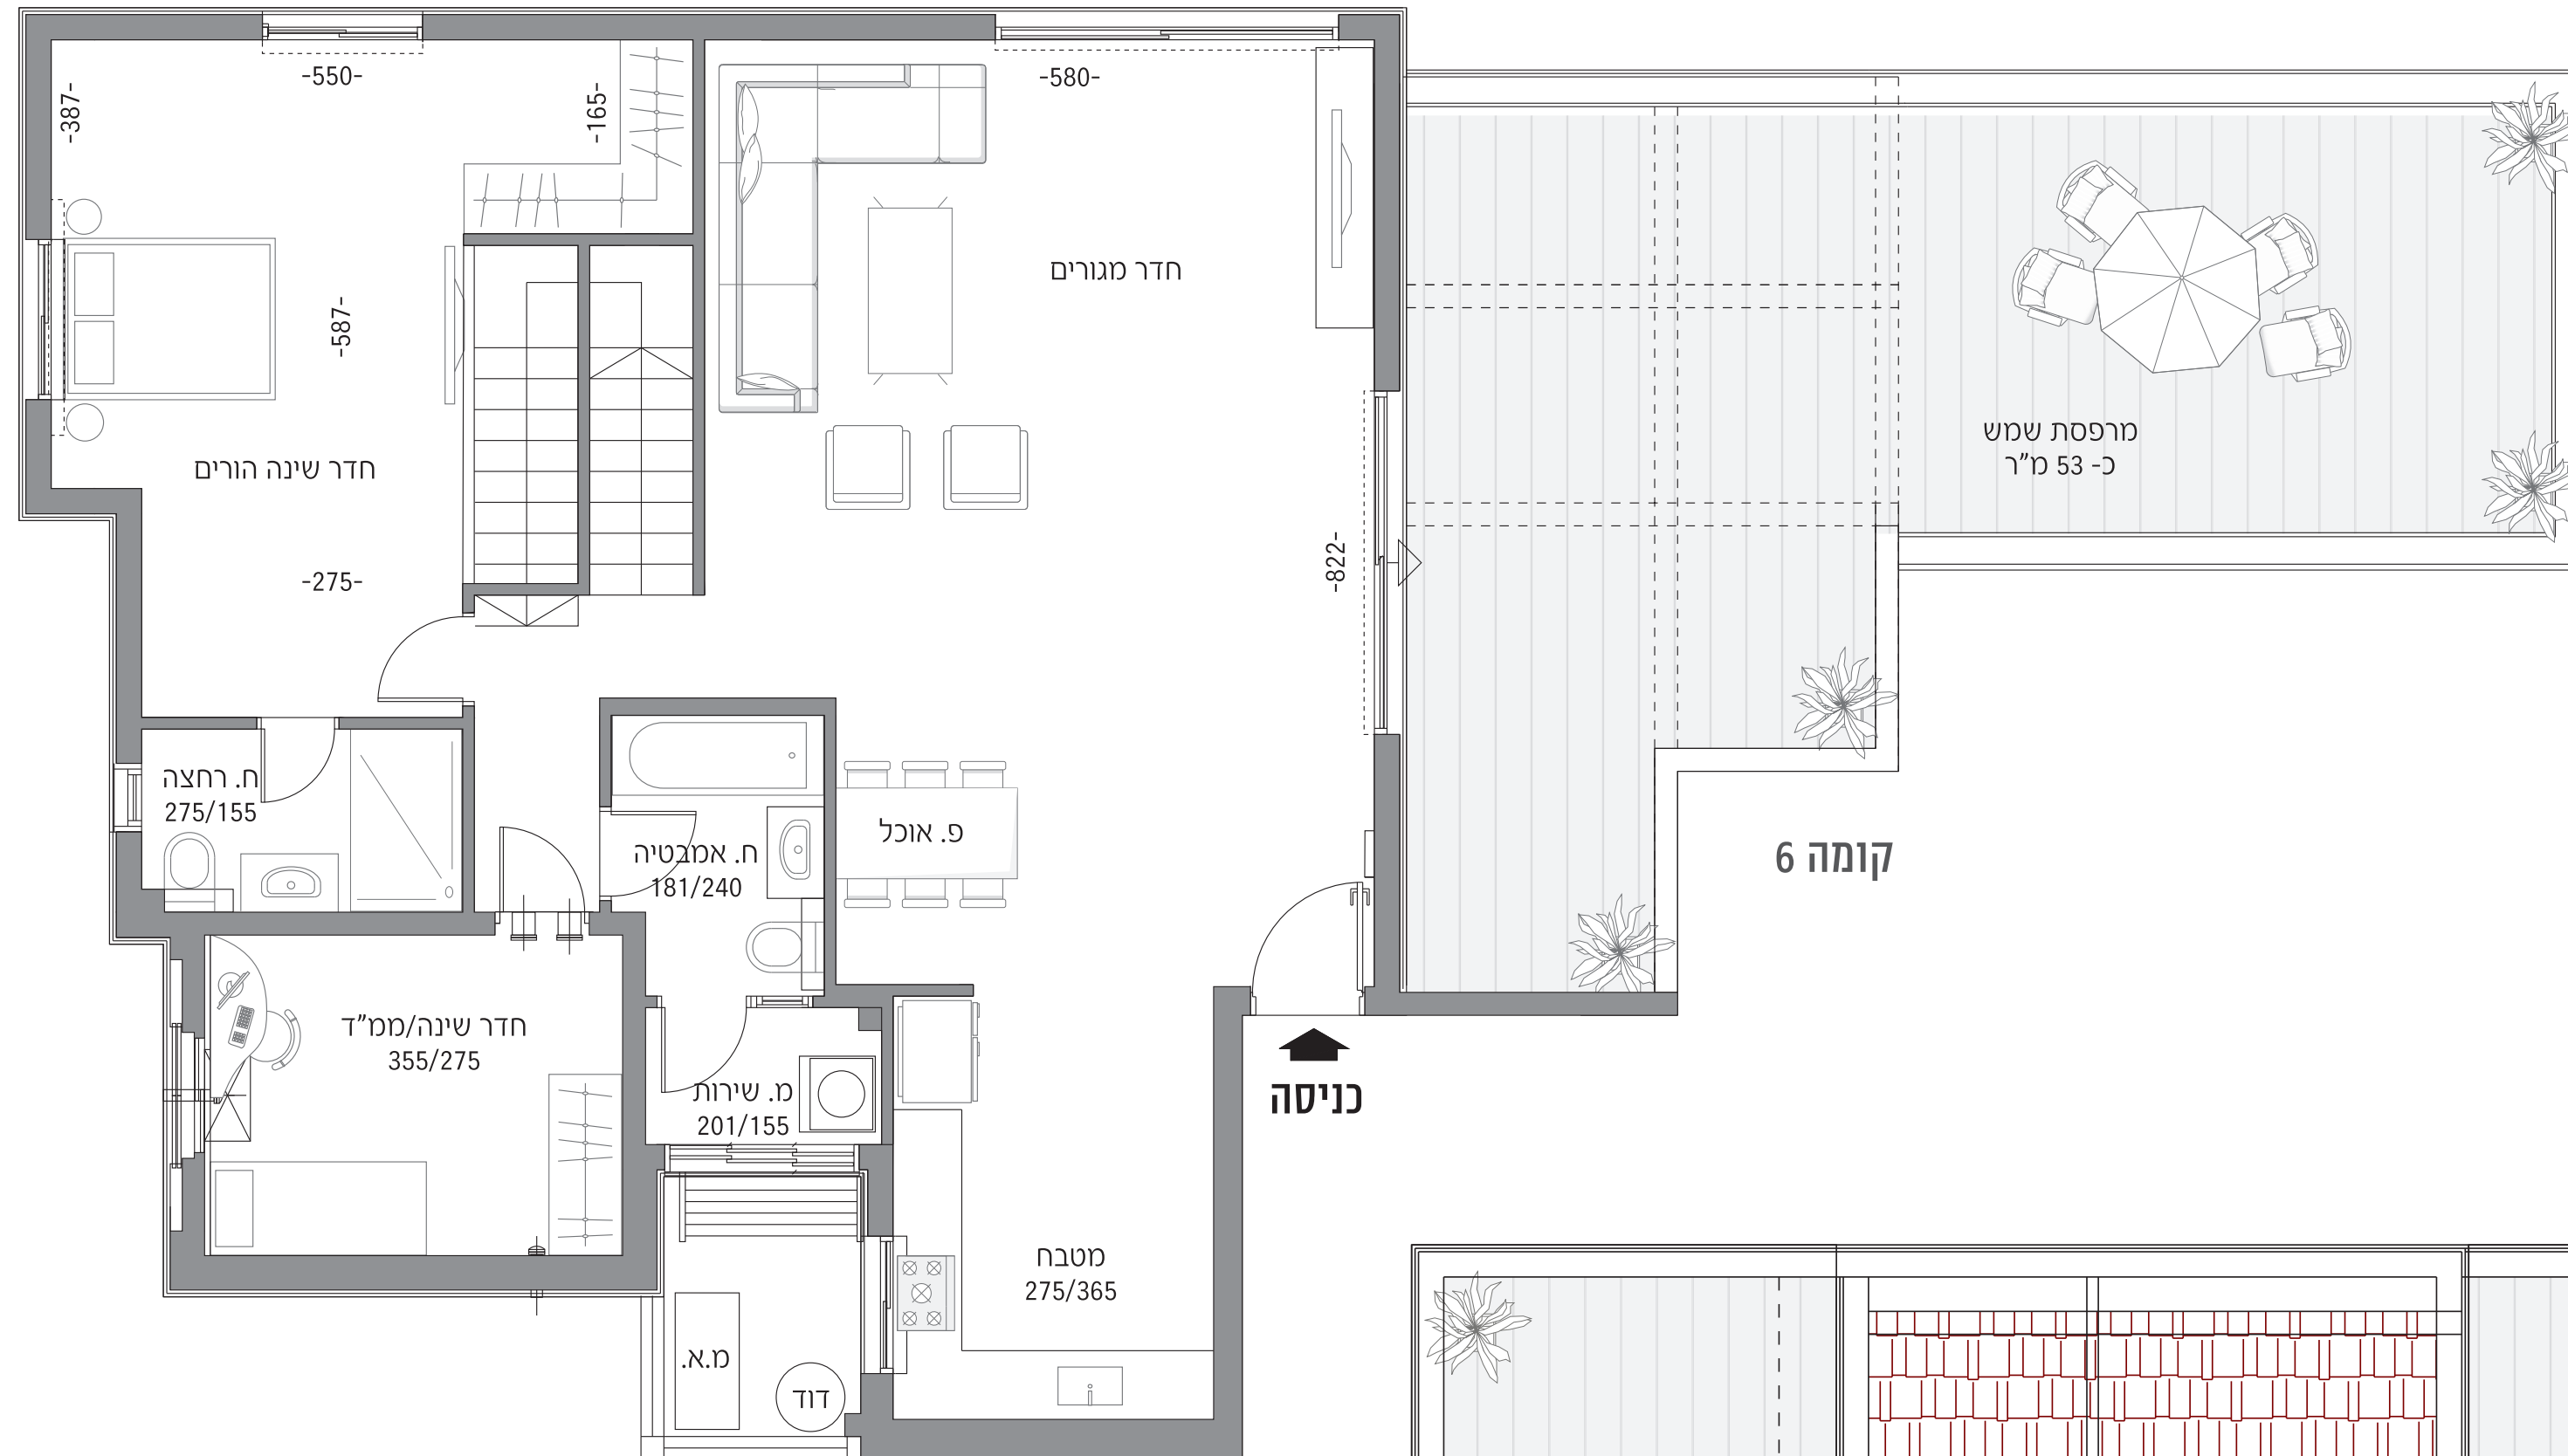 -550-
-387-
-165-
-580-
חדר מגורים
-587-
חדר שינה הורים
מרפסת שמש
כ- 53 מ"ר
-275-
-822-
ח. רחצה
275/155
ח. אמבטיה
181/240
פ. אוכל
קומה 6
חדר שינה/ממ"ד
355/275
מ. שירות
201/155
כניסה
מטבח
275/365
מ.א.
דוד